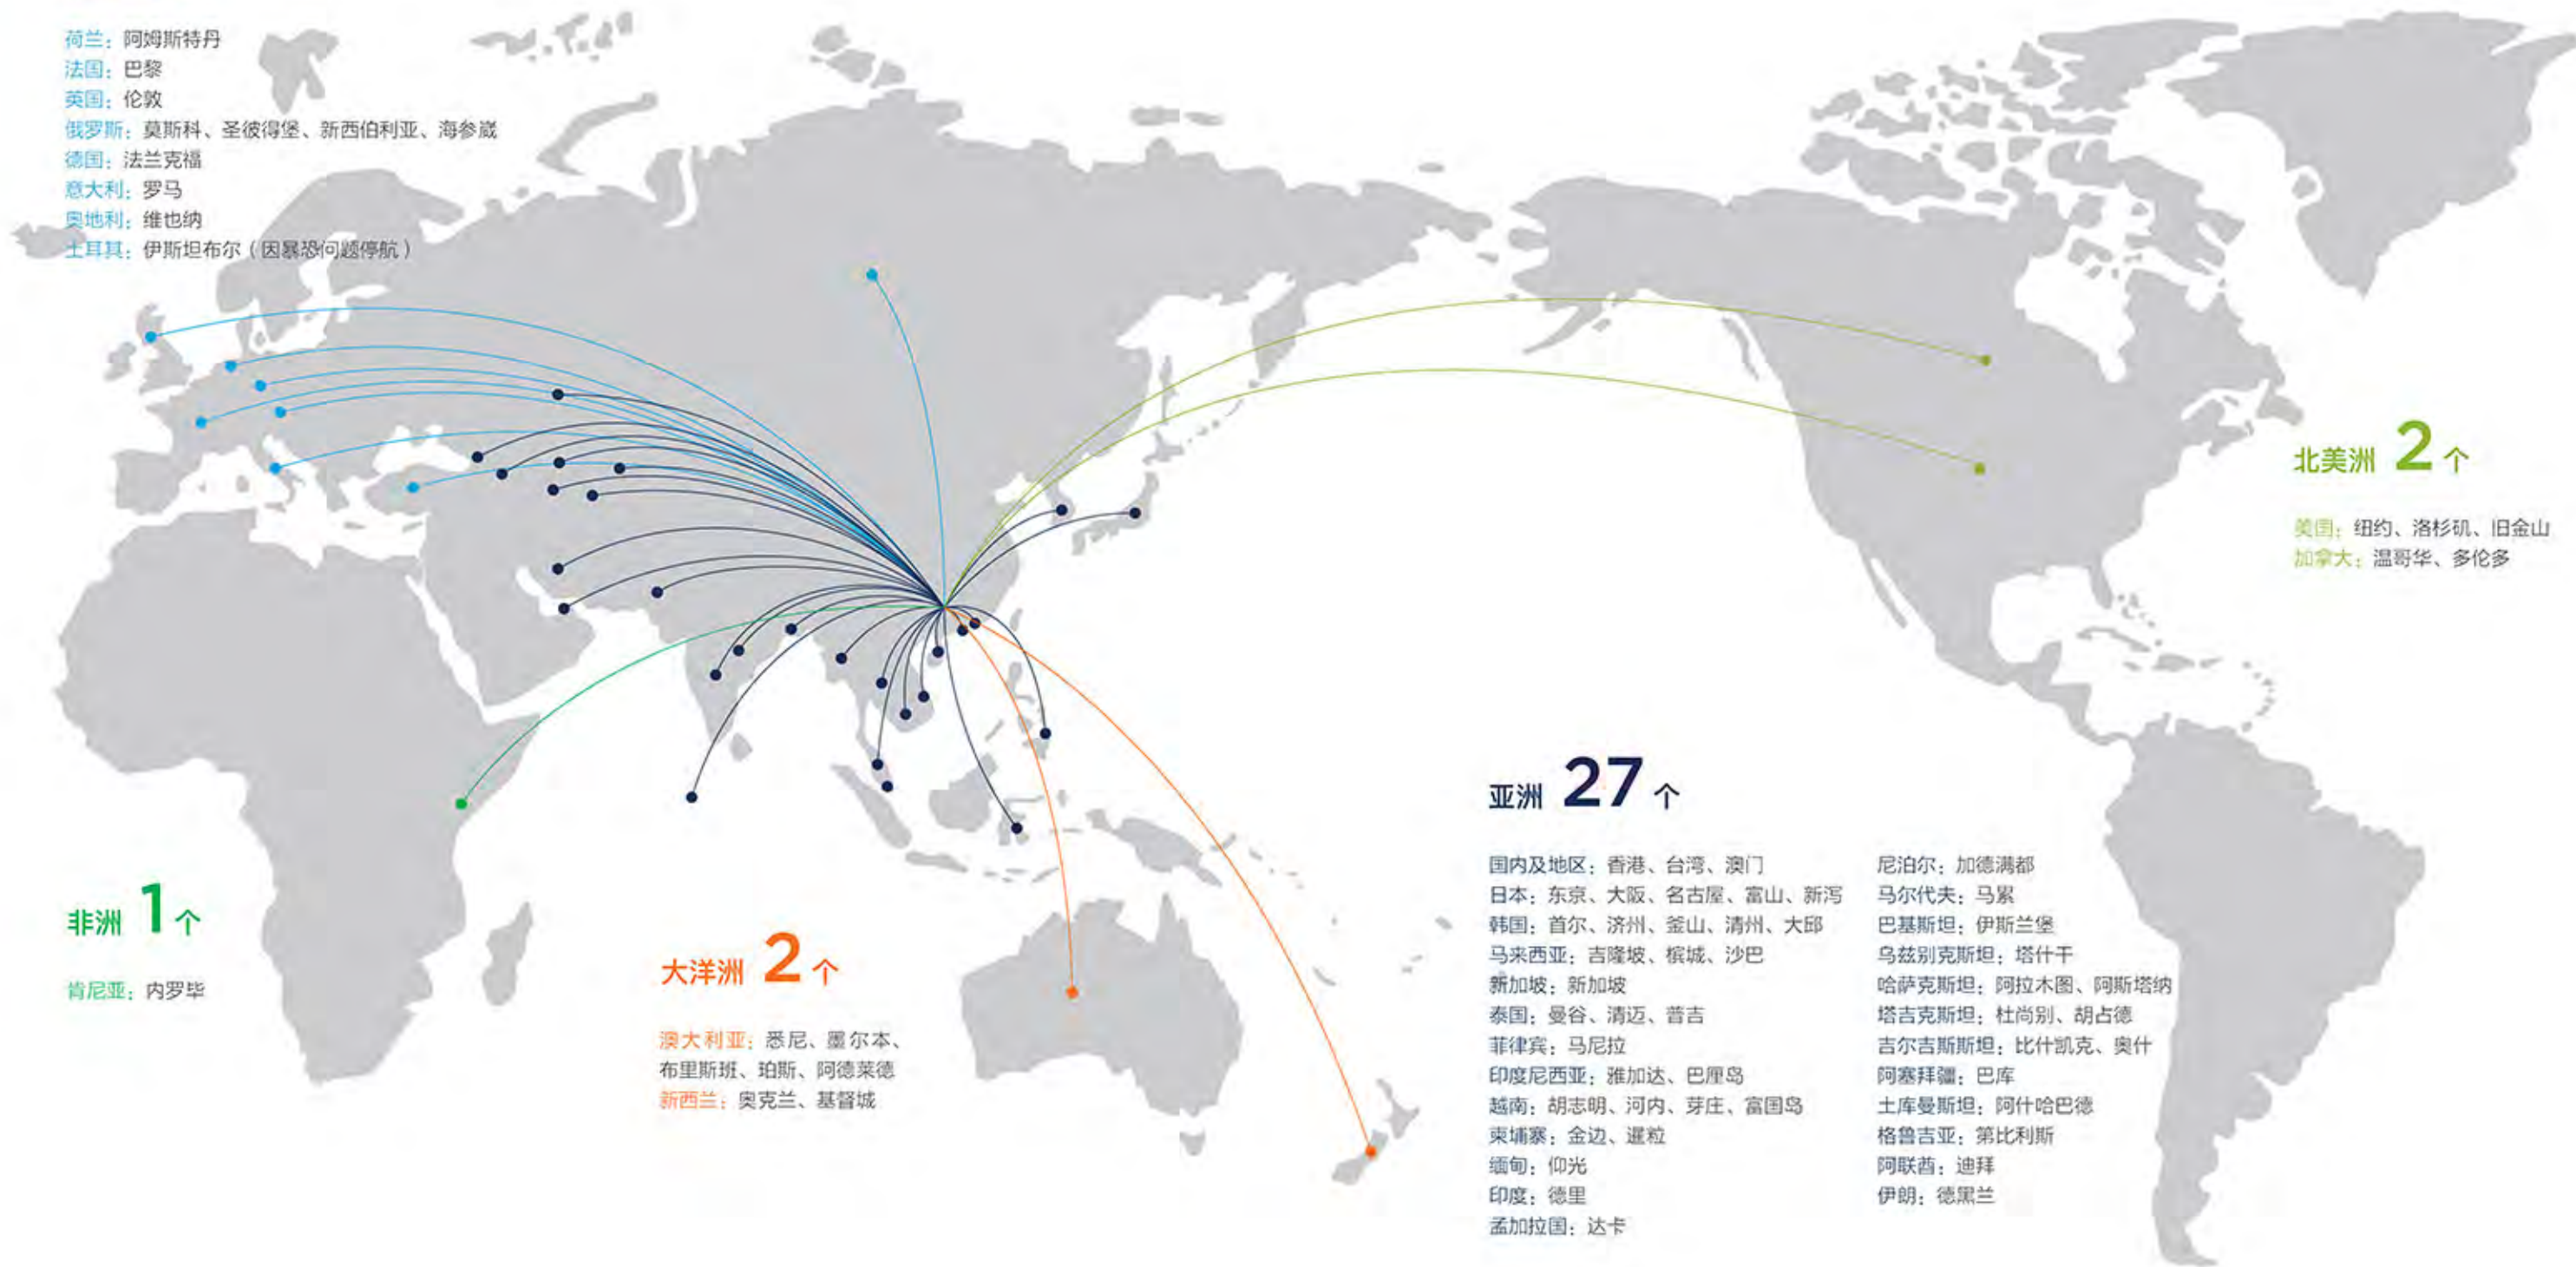 荷兰：阿姆斯特丹
法国：巴黎
英国：伦敦
俄罗斯：莫斯科、圣彼得堡、新西伯利亚、海参崴
德国：法兰克福
意大利：罗马
奥地利：维也纳
土耳其：伊斯坦布尔（因暴恐问题停航）
北美洲 2 个
美国：纽约、洛杉矶、旧金山
加拿大：温哥华、多伦多
非洲 1 个
肯尼亚：内罗毕
大洋洲 2 个
澳大利亚：悉尼、墨尔本、
布里斯班、珀斯、阿德莱德
新西兰：奥克兰、基督城
亚洲 27 个
国内及地区：香港、台湾、澳门
日本：东京、大阪、名古屋、富山、新泻
韩国：首尔、济州、釜山、清州、大邱
马来西亚：吉隆坡、槟城、沙巴
新加坡：新加坡
泰国：曼谷、清迈、普吉
菲律宾：马尼拉
印度尼西亚：雅加达、巴厘岛
越南：胡志明、河内、芽庄、富国岛
柬埔寨：金边、暹粒
缅甸：仰光
印度：德里
孟加拉国：达卡
尼泊尔：加德满都
马尔代夫：马累
巴基斯坦：伊斯兰堡
乌兹别克斯坦：塔什干
哈萨克斯坦：阿拉木图、阿斯塔纳
塔吉克斯坦：杜尚别、胡占德
吉尔吉斯斯坦：比什凯克、奥什
阿塞拜疆：巴库
土库曼斯坦：阿什哈巴德
格鲁吉亚：第比利斯
阿联酋：迪拜
伊朗：德黑兰